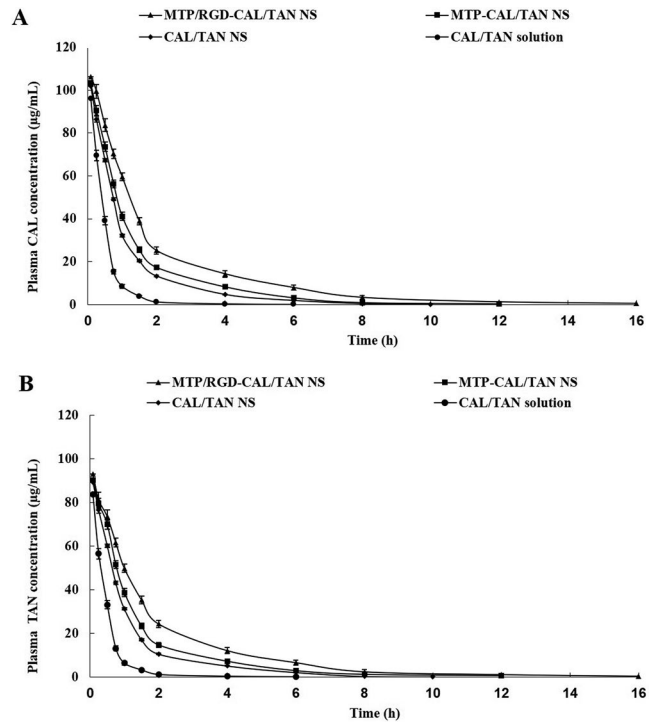 A
MTP/RGD-CAL/TAN NS
MTP-CAL/TAN NS
CAL/TAN NS
CAL/TAN solution
Plasma CAL concentration (µg/mL)
120
100
80
60
40
20
0
0 2 4 6 8 10 12 14 16
Time (h)
B
MTP/RGD-CAL/TAN NS
MTP-CAL/TAN NS
CAL/TAN NS
CAL/TAN solution
Plasma TAN concentration (µg/mL)
120
100
80
60
40
20
0
0 2 4 6 8 10 12 14 16
Time (h)